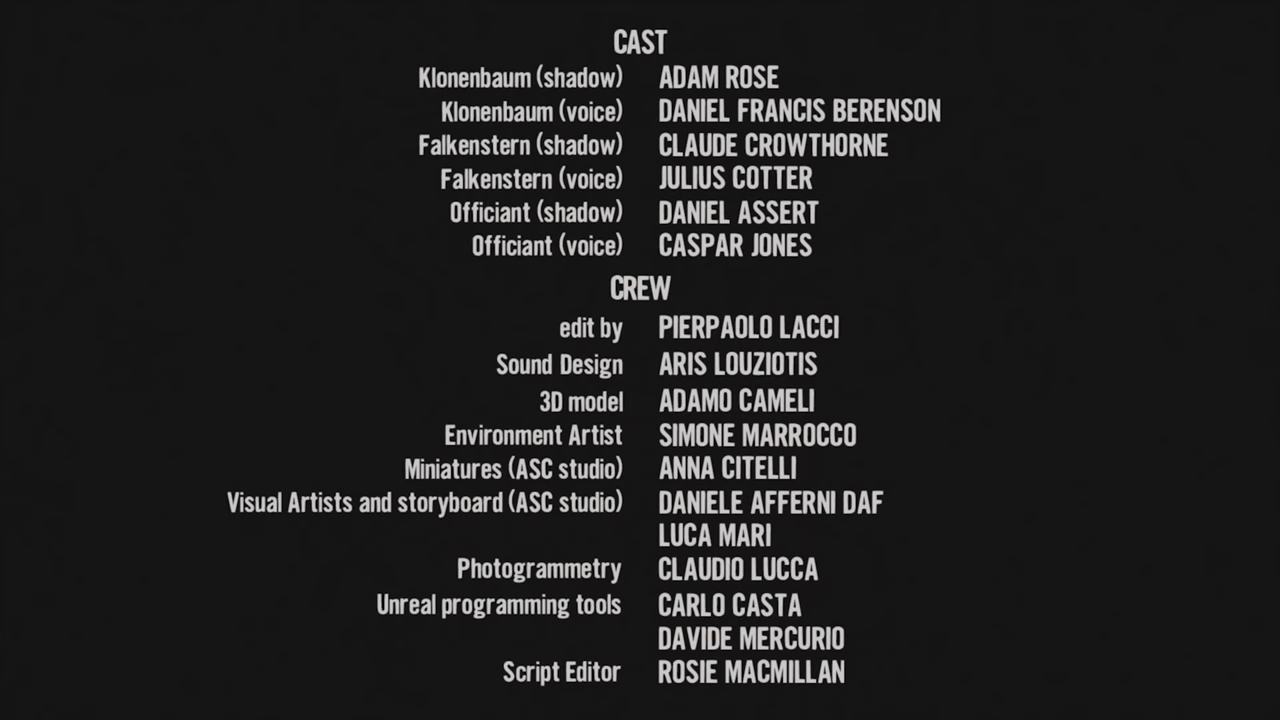 CAST
Klonenbaum (shadow) ADAM ROSE
Klonenbaum (voice) DANIEL FRANCIS BERENSON
Falkenstern (shadow) CLAUDE CROWTHORNE
Falkenstern (voice) JULIUS COTTER
Officiant (shadow) DANIEL ASSERT
Officiant (voice) CASPAR JONES
CREW
edit by PIERPAOLO LACCI
Sound Design ARIS LOUZIOTIS
3D model ADAMO CAMELI
Environment Artist SIMONE MARROCCO
Miniatures (ASC studio) ANNA CITELLI
Visual Artists and storyboard (ASC studio) DANIELE AFFERNI DAF
LUCA MARI
Photogrammetry CLAUDIO LUCCA
Unreal programming tools CARLO CASTA
DAVIDE MERCURIO
Script Editor ROSIE MACMILLAN